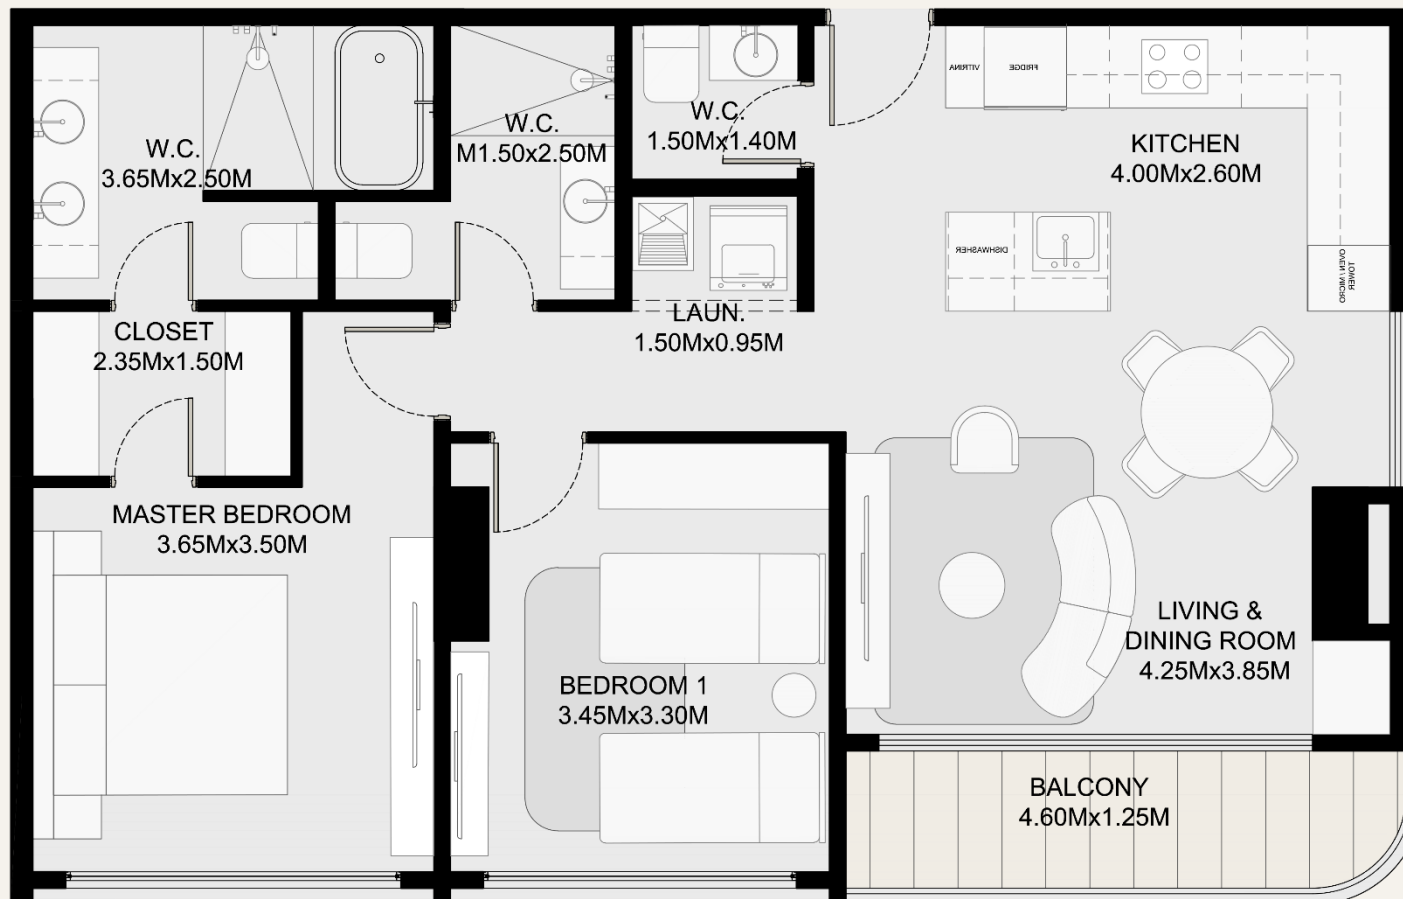 W.C.
3.65Mx2.50M
W.C.
M1.50x2.50M
W.C.
1.50Mx1.40M
VITRINA
FRIDGE
KITCHEN
4.00Mx2.60M
DISHWASHER
TOWER
OVEN / MICRO
CLOSET
2.35Mx1.50M
LAUN.
1.50Mx0.95M
MASTER BEDROOM
3.65Mx3.50M
BEDROOM 1
3.45Mx3.30M
LIVING &
DINING ROOM
4.25Mx3.85M
BALCONY
4.60Mx1.25M